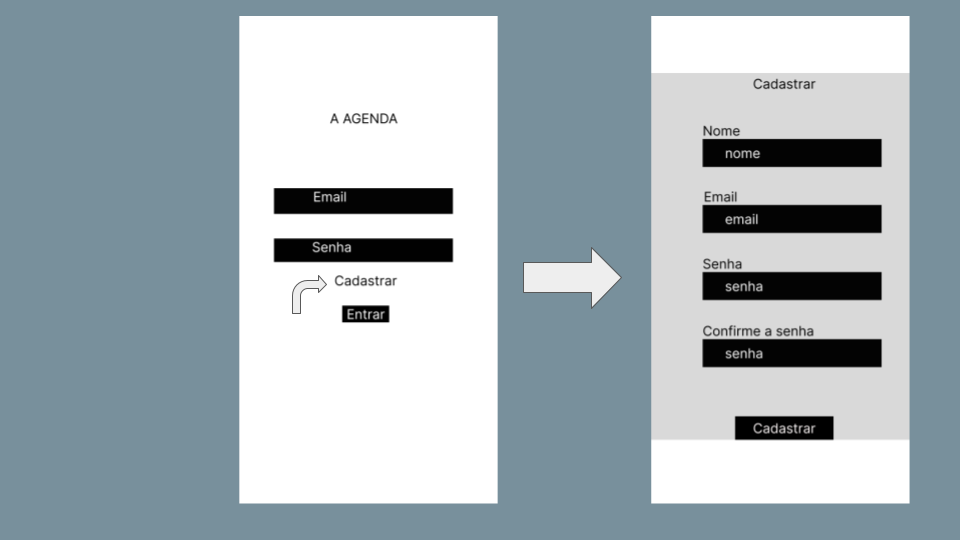 A AGENDA
Email
Senha
Cadastrar
Entrar
Cadastrar
Nome
nome
Email
email
Senha
senha
Confirme a senha
senha
Cadastrar